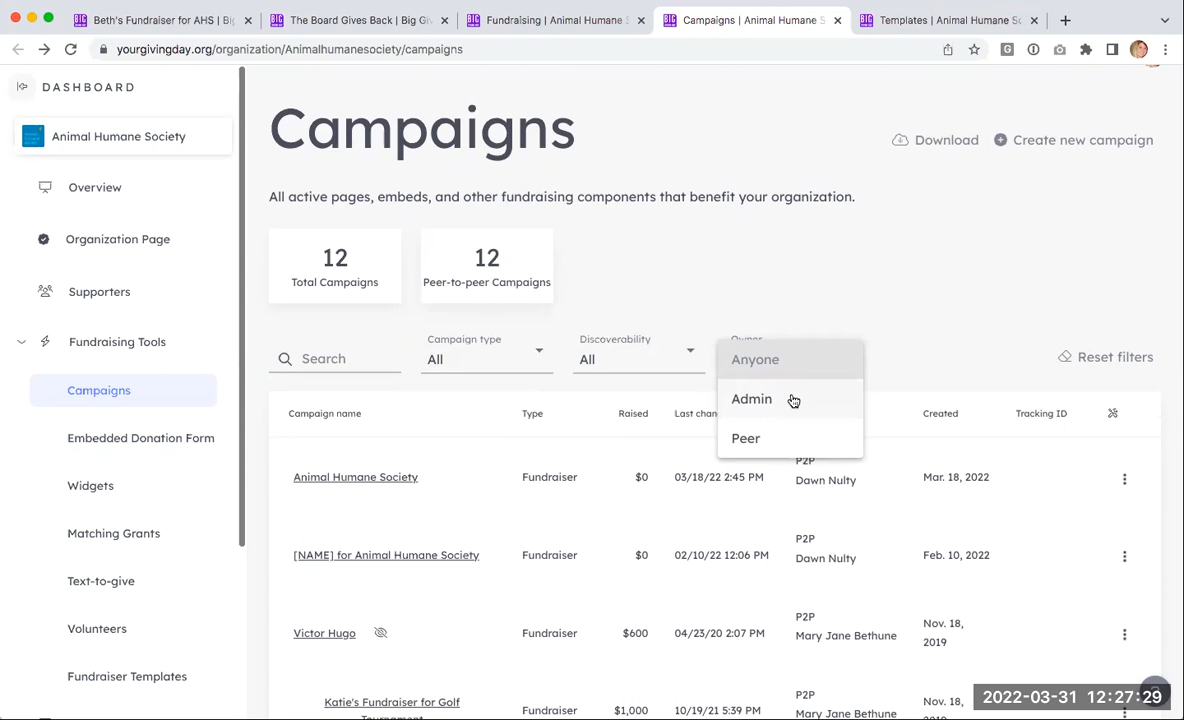 Beth's Fundraiser for AHS | Big
The Board Gives Back | Big Giv
Fundraising | Animal Humane S
Campaigns | Animal Humane S
Templates | Animal Humane So
yourgivingday.org/organization/Animalhumanesociety/campaigns
DASHBOARD
Animal Humane Society
Overview
Organization Page
Supporters
Fundraising Tools
Campaigns
Embedded Donation Form
Widgets
Matching Grants
Text-to-give
Volunteers
Fundraiser Templates
Campaigns
Download
Create new campaign
All active pages, embeds, and other fundraising components that benefit your organization.
12
Total Campaigns
12
Peer-to-peer Campaigns
Search
Campaign type
All
Discoverability
All
Owner
Anyone
Admin
Peer
Reset filters
Campaign name Type Raised Last chan Created Tracking ID
Animal Humane Society Fundraiser $0 03/18/22 2:45 PM P2P
Dawn Nulty Mar. 18, 2022
[NAME] for Animal Humane Society Fundraiser $0 02/10/22 12:06 PM P2P
Dawn Nulty Feb. 10, 2022
Victor Hugo Fundraiser $600 04/23/20 2:07 PM P2P
Mary Jane Bethune Nov. 18,
2019
Katie's Fundraiser for Golf
Tournament Fundraiser $1,000 10/19/21 5:39 PM P2P
Mary Jane Bethune Nov. 18,
2019
2022-03-31 12:27:29